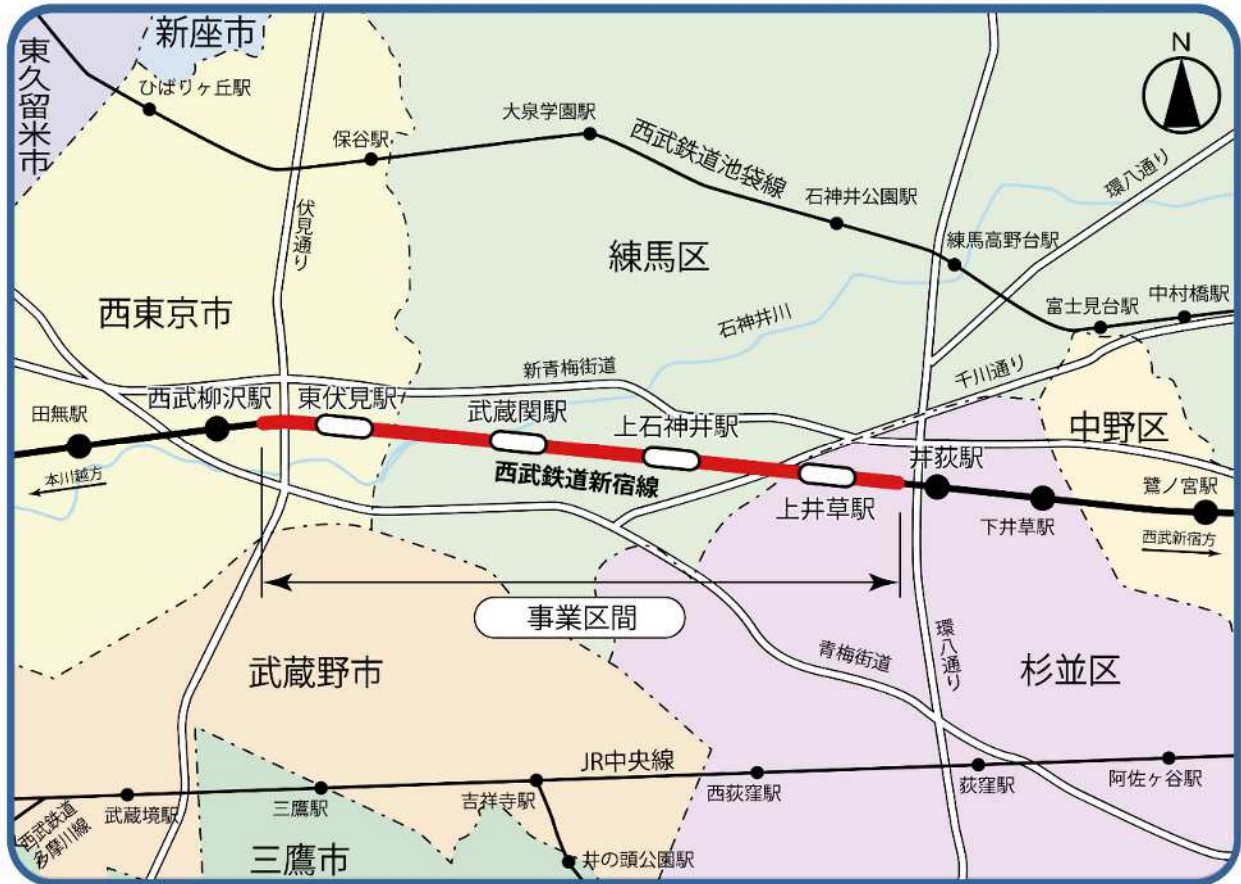 新座市
東久留米市
ひばりヶ丘駅
N
大泉学園駅
保谷駅
西武鉄道池袋線
環八通り
石神井公園駅
伏見通り
練馬高野台駅
練馬区
西東京市
富士見台駅
中村橋駅
石神井川
新青梅街道
千川通り
西武柳沢駅
東伏見駅
田無駅
武蔵関駅
上石神井駅
中野区
井荻駅
本川越方
西武鉄道新宿線
鷺ノ宮駅
上井草駅
下井草駅
西武新宿方
事業区間
青梅街道
環八通り
武蔵野市
杉並区
JR中央線
武蔵境駅
三鷹駅
吉祥寺駅
西荻窪駅
荻窪駅
阿佐ヶ谷駅
西武鉄道
多摩川線
三鷹市
井の頭公園駅